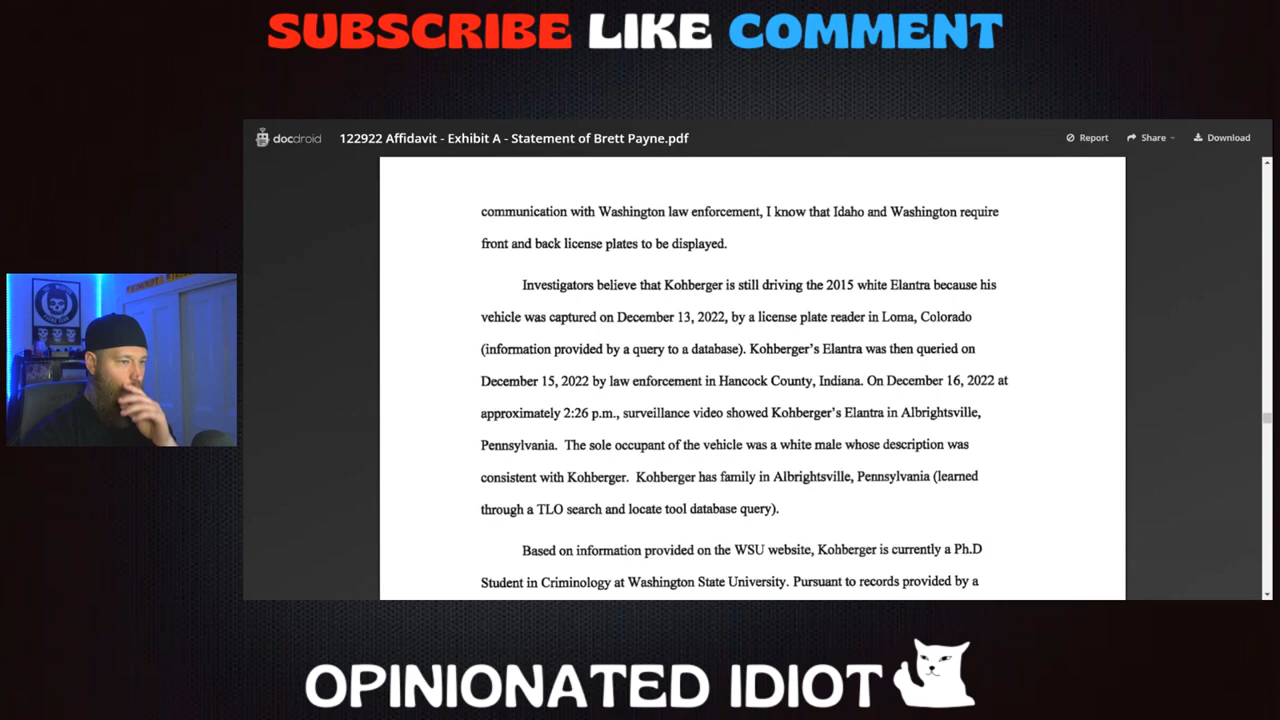 SUBSCRIBE LIKE COMMENT
docdroid
122922 Affidavit - Exhibit A - Statement of Brett Payne.pdf
Report
Share
Download
communication with Washington law enforcement, I know that Idaho and Washington require
front and back license plates to be displayed.
Investigators believe that Kohberger is still driving the 2015 white Elantra because his
vehicle was captured on December 13, 2022, by a license plate reader in Loma, Colorado
(information provided by a query to a database). Kohberger's Elantra was then queried on
December 15, 2022 by law enforcement in Hancock County, Indiana. On December 16, 2022 at
approximately 2:26 p.m., surveillance video showed Kohberger's Elantra in Albrightsville,
Pennsylvania. The sole occupant of the vehicle was a white male whose description was
consistent with Kohberger. Kohberger has family in Albrightsville, Pennsylvania (learned
through a TLO search and locate tool database query).
Based on information provided on the WSU website, Kohberger is currently a Ph.D
Student in Criminology at Washington State University. Pursuant to records provided by a
OPINIONATED IDIOT